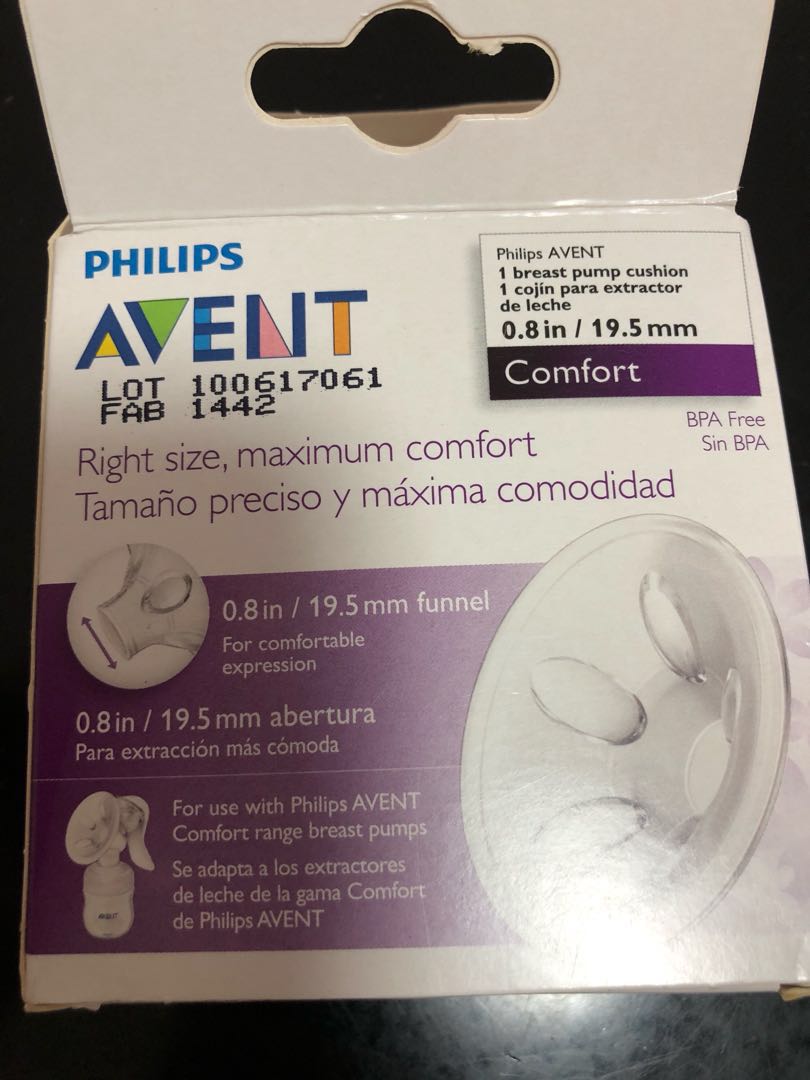 PHILIPS
AVENT
LOT 100617061
FAB 1442
Philips AVENT
1 breast pump cushion
1 cojín para extractor
de leche
0.8 in / 19.5 mm
Comfort
BPA Free
Sin BPA
Right size, maximum comfort
Tamaño preciso y máxima comodidad
0.8 in / 19.5 mm funnel
For comfortable
expression
0.8 in / 19.5 mm abertura
Para extracción más cómoda
For use with Philips AVENT
Comfort range breast pumps
Se adapta a los extractores
de leche de la gama Comfort
de Philips AVENT
AVENT